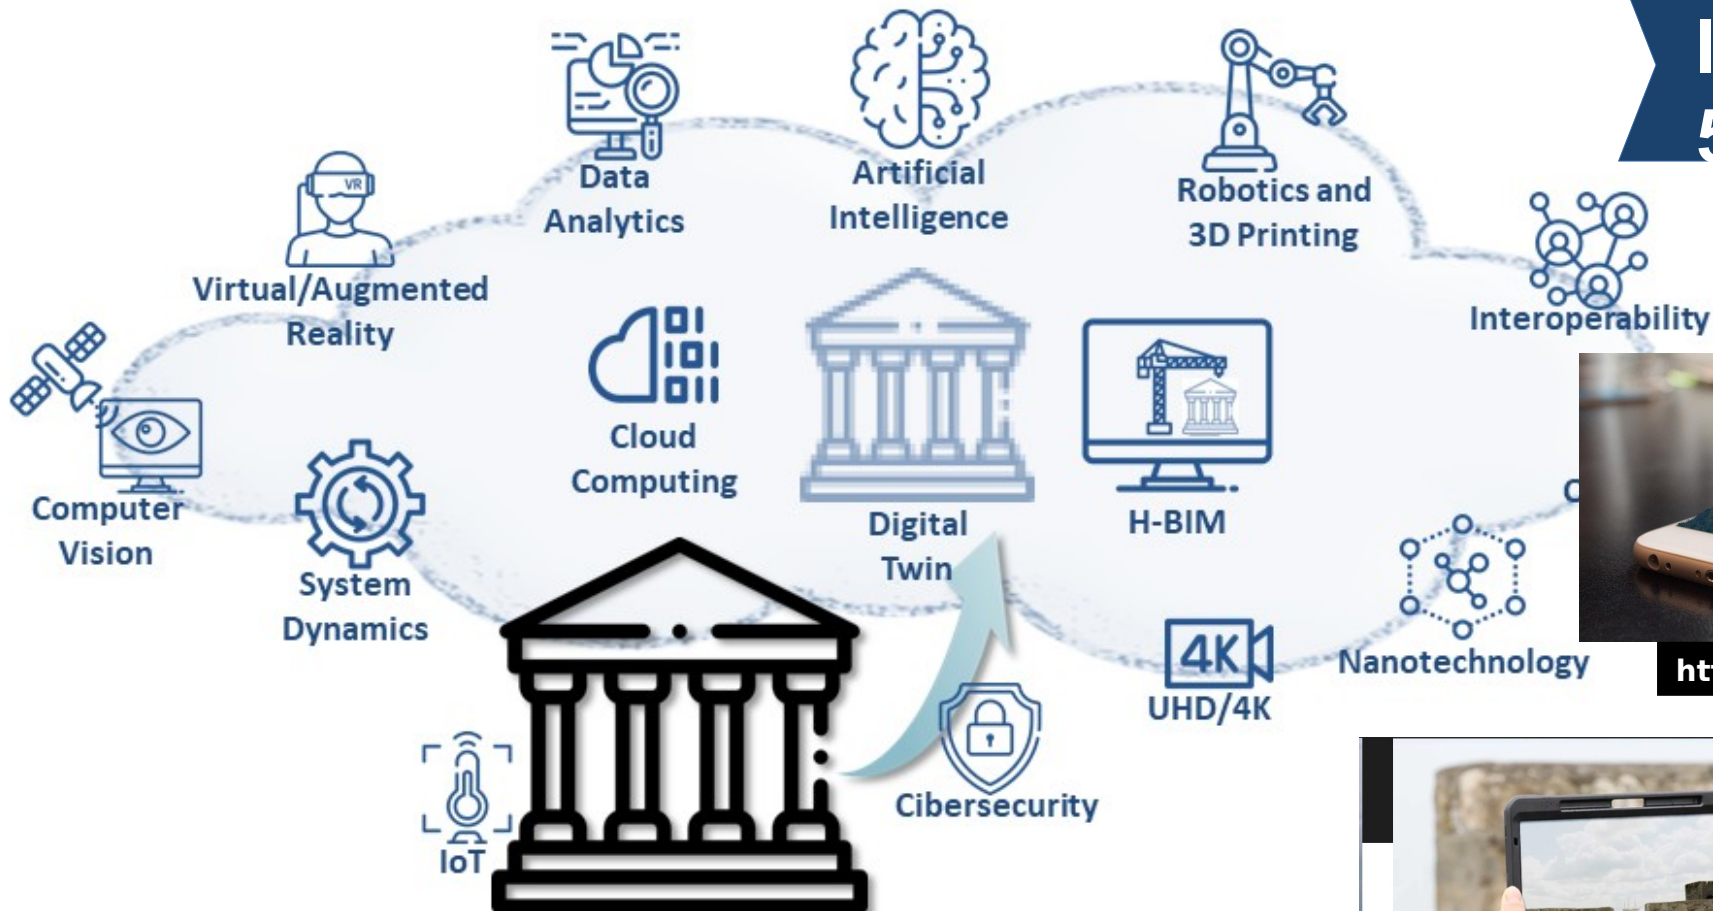 Data
Analytics
Artificial
Intelligence
Robotics and
3D Printing
VR
Virtual/Augmented
Reality
Interoperability
Cloud
Computing
Computer
Vision
System
Dynamics
Digital
Twin
H-BIM
4K
UHD/4K
Nanotechnology
Cibersecurity
IoT